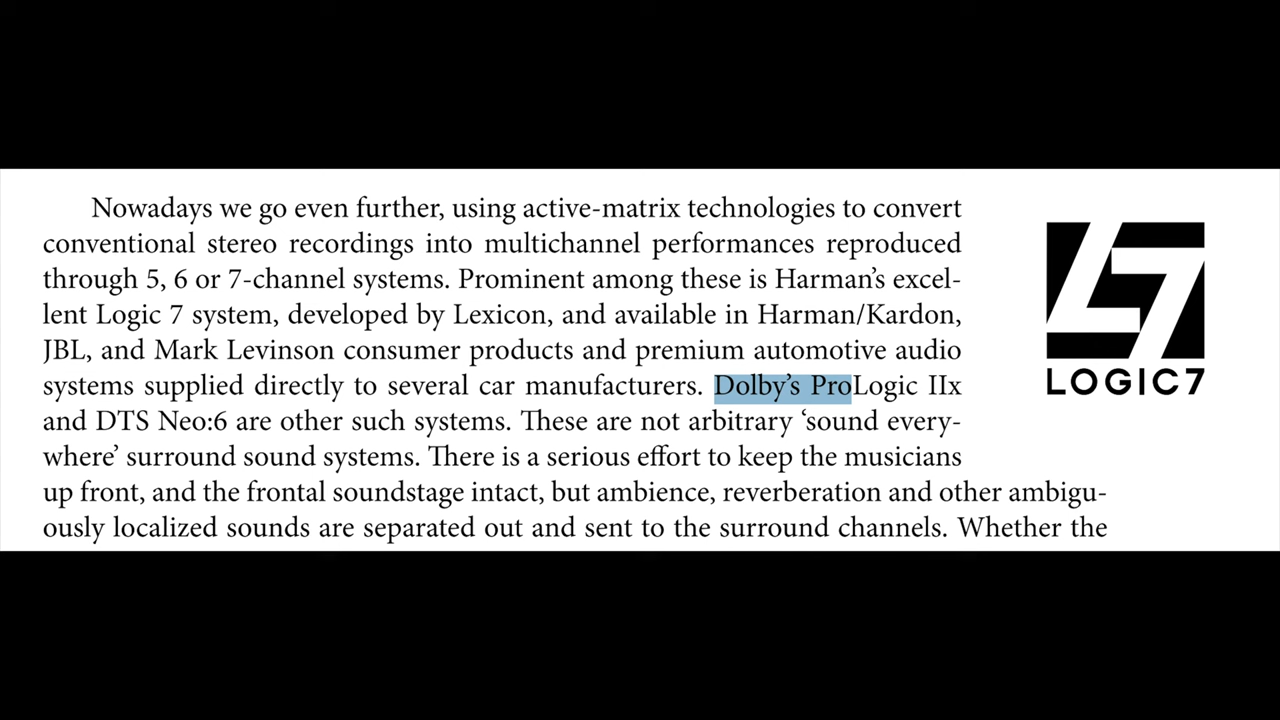 Nowadays we go even further, using active-matrix technologies to convert
conventional stereo recordings into multichannel performances reproduced
through 5, 6 or 7-channel systems. Prominent among these is Harman’s excel-
lent Logic 7 system, developed by Lexicon, and available in Harman/Kardon,
JBL, and Mark Levinson consumer products and premium automotive audio
systems supplied directly to several car manufacturers. Dolby’s ProLogic IIx
and DTS Neo:6 are other such systems. These are not arbitrary ‘sound every-
where’ surround sound systems. There is a serious effort to keep the musicians
up front, and the frontal soundstage intact, but ambience, reverberation and other ambigu-
ously localized sounds are separated out and sent to the surround channels. Whether the
L7
LOGIC7